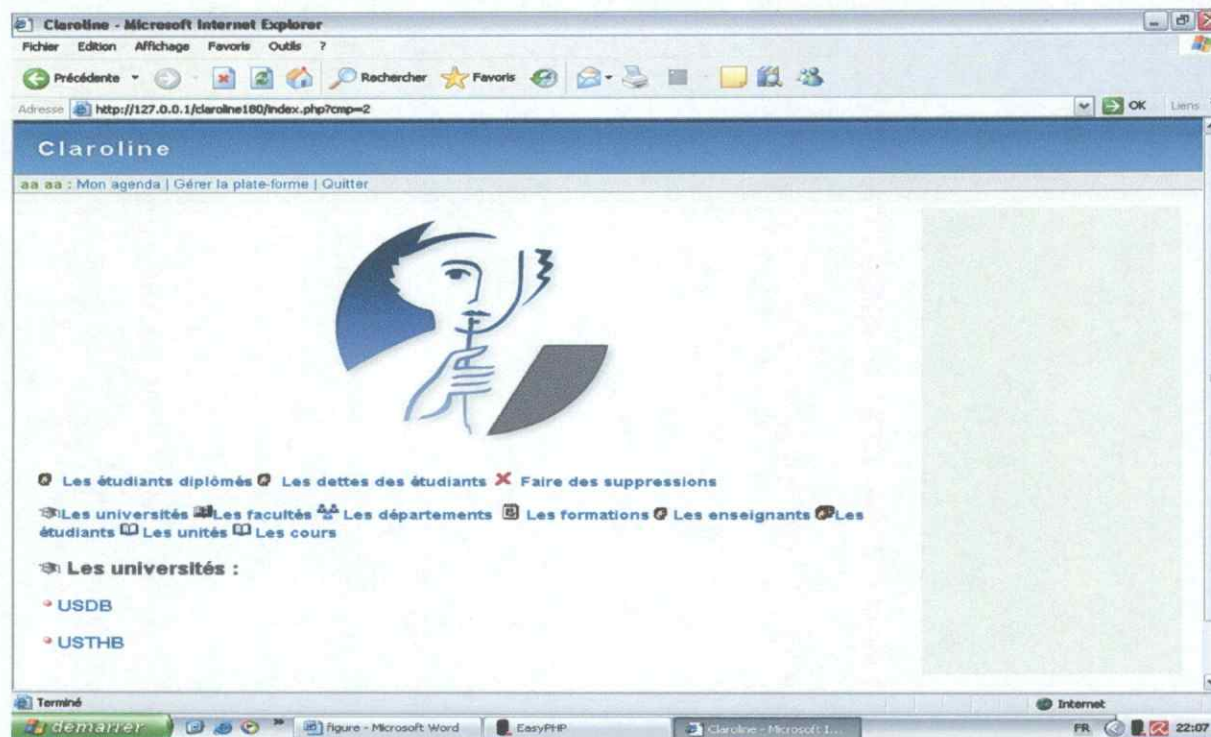 Claroline - Microsoft Internet Explorer
Fichier Edition Affichage Favoris Outils ?
Précédente Rechercher Favoris
Adresse http://127.0.0.1/claroline180/index.php?cmp=2 OK Liens
Claroline
aa aa : Mon agenda | Gérer la plate-forme | Quitter
Les étudiants diplômés Les dettes des étudiants Faire des suppressions
Les universités Les facultés Les départements Les formations Les enseignants Les
étudiants Les unités Les cours
Les universités :
USDB
USTHB
Terminé Internet
démarrer figure - Microsoft Word EasyPHP Claroline - Microsoft I... FR 22:07